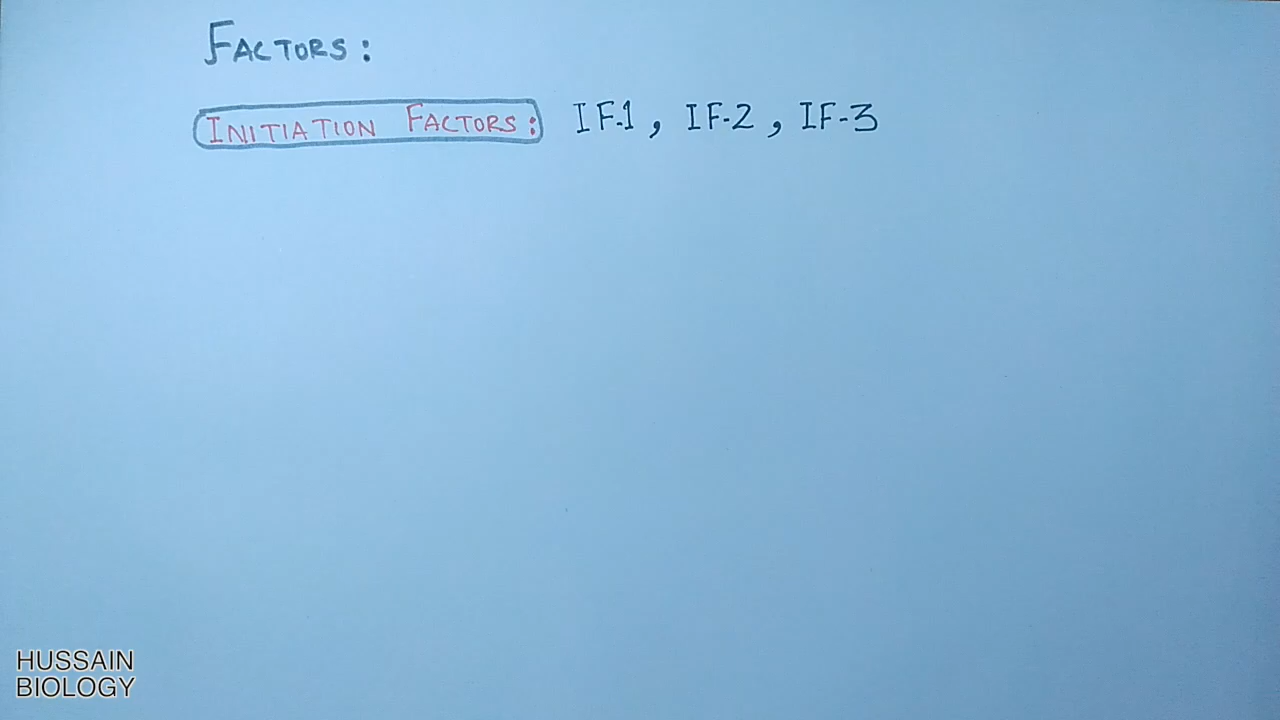 FACTORS:
INITIATION FACTORS: IF-1, IF-2, IF-3
HUSSAIN
BIOLOGY